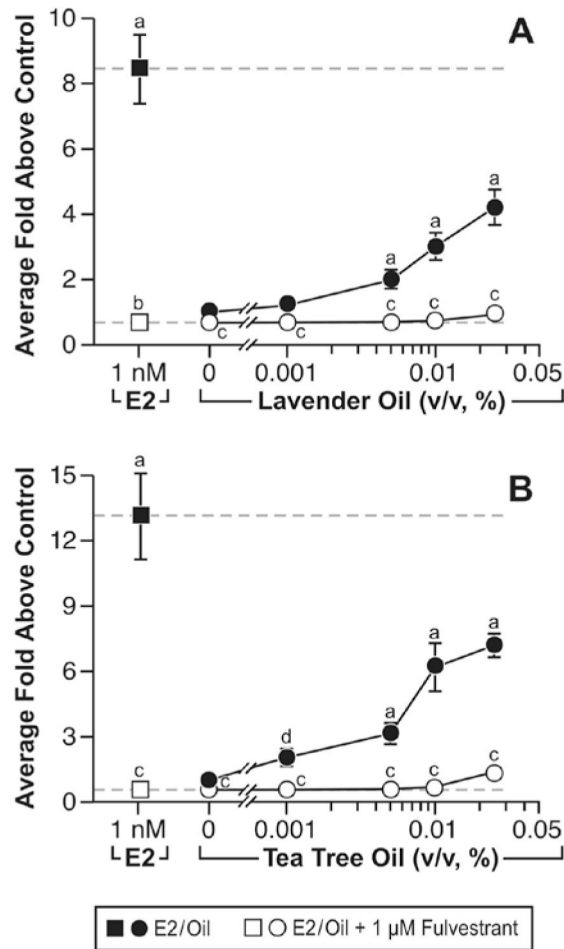 A
10
a
8
6
a
4
a
a
2
b
c
c
c
c
c
0
1 nM
0
0.001
0.01
0.05
E2
Lavender Oil (v/v, %)
Average Fold Above Control
B
15
a
12
9
a
a
6
a
3
d
c
c
c
c
c
c
0
1 nM
0
0.001
0.01
0.05
E2
Tea Tree Oil (v/v, %)
Average Fold Above Control
E2/Oil
E2/Oil + 1 µM Fulvestrant